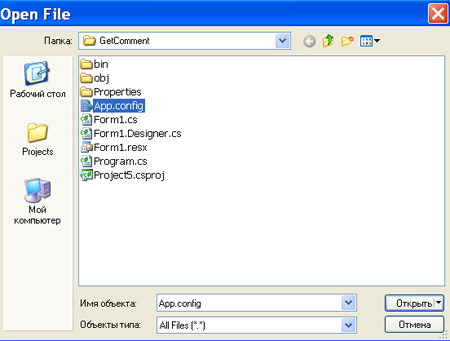 Open File
Папка: GetComment
Рабочий стол
Projects
Мой
компьютер
bin
obj
Properties
App.config
Form1.cs
Form1.Designer.cs
Form1.resx
Program.cs
Project5.csproj
Имя объекта: App.config Открыть
Объекты типа: All Files (*.*) Отмена